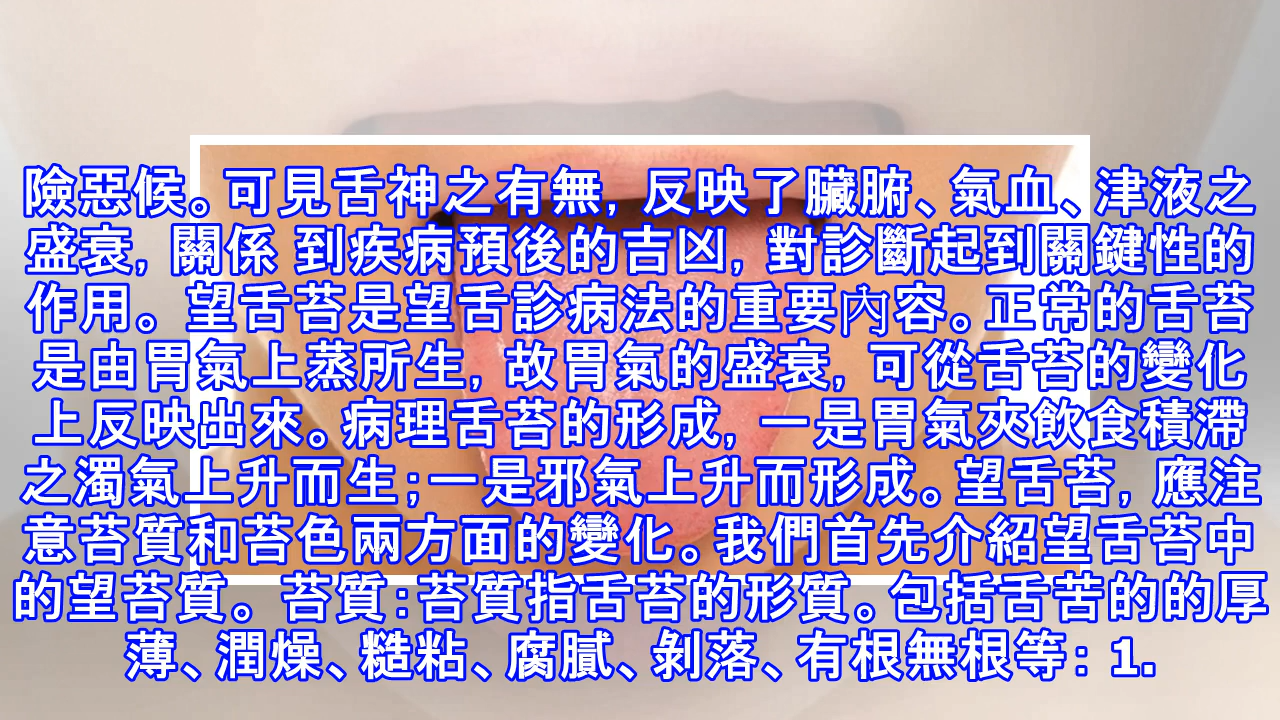 險惡候。可見舌神之有無, 反映了臟腑、氣血、津液之
盛衰, 關係 到疾病預後的吉凶, 對診斷起到關鍵性的
作用。 望舌苔是望舌診病法的重要內容。正常的舌苔
是由胃氣上蒸所生, 故胃氣的盛衰, 可從舌苔的變化
上反映出來。病理舌苔的形成, 一是胃氣夾飲食積滯
之濁氣上升而生;一是邪氣上升而形成。望舌苔, 應注
意苔質和苔色兩方面的變化。我們首先介紹望舌苔中
的望苔質。 苔質:苔質指舌苔的形質。包括舌苦的的厚
薄、潤燥、糙粘、腐膩、剝落、有根無根等: 1.